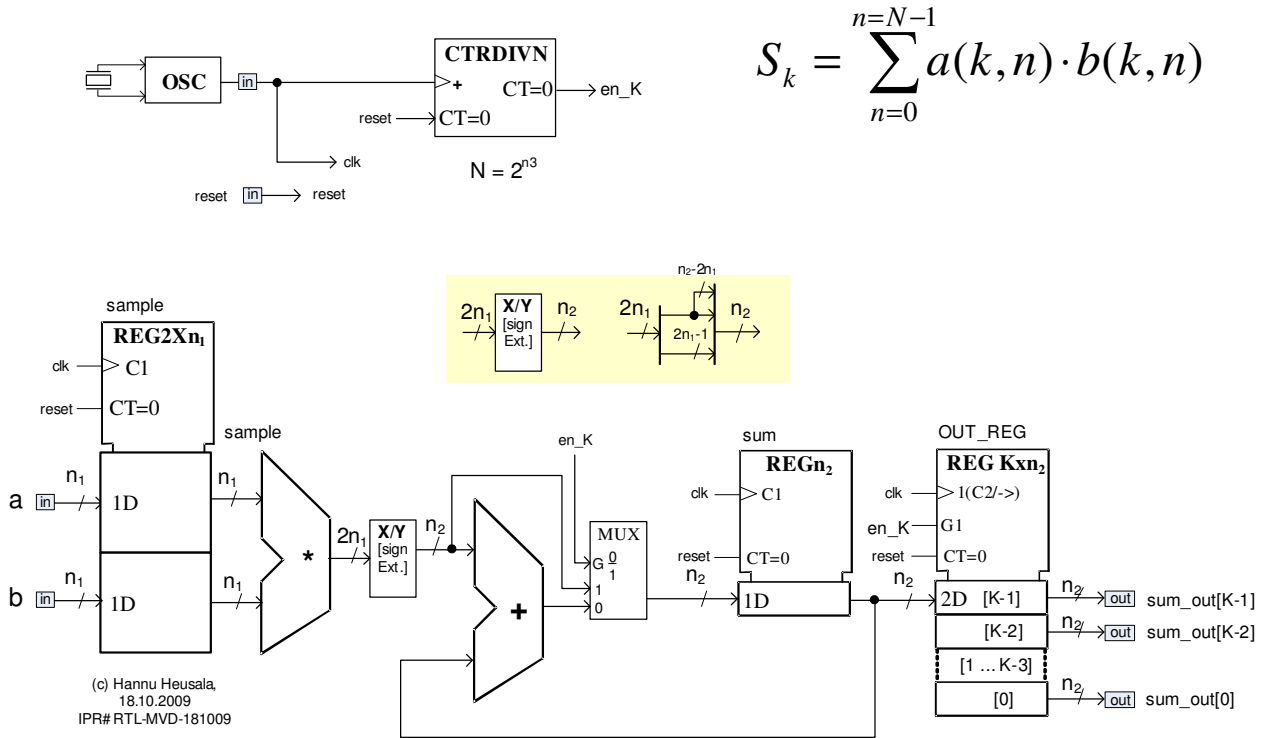 OSC
in
CTRDIVN
+
CT=0
en_K
reset
CT=0
clk
N = 2^n3
reset in reset
S_k = \sum_{n=0}^{n=N-1} a(k,n)·b(k,n)
2n₁
X/Y
[sign
Ext.]
n₂
2n₁
n₂-2n₁
2n₁-1
n₂
sample
REG2Xn₁
clk
C1
reset
CT=0
a
in
n₁
1D
n₁
b
in
n₁
1D
n₁
sample
*
2n₁
X/Y
[sign
Ext.]
n₂
+
en_K
MUX
G 0
1
1
0
n₂
sum
REGn₂
clk
C1
reset
CT=0
1D
n₂
OUT_REG
REG Kxn₂
clk
1(C2/->)
en_K
G1
reset
CT=0
2D [K-1]
n₂
out
sum_out[K-1]
[K-2]
n₂
out
sum_out[K-2]
[1 ...K-3]
[0]
n₂
out
sum_out[0]
(c) Hannu Heusala,
18.10.2009
IPR# RTL-MVD-181009